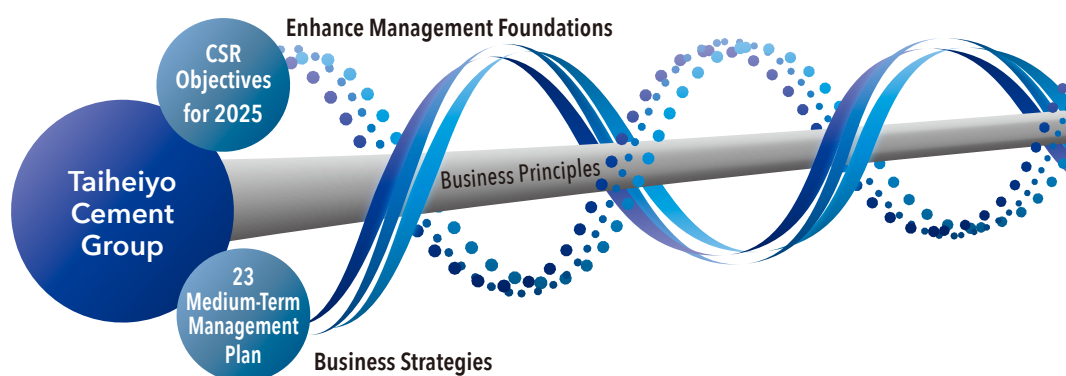 Enhance Management Foundations
CSR
Objectives
for 2025
Taiheiyo
Cement
Group
Business Principles
23
Medium-Term
Management
Plan
Business Strategies